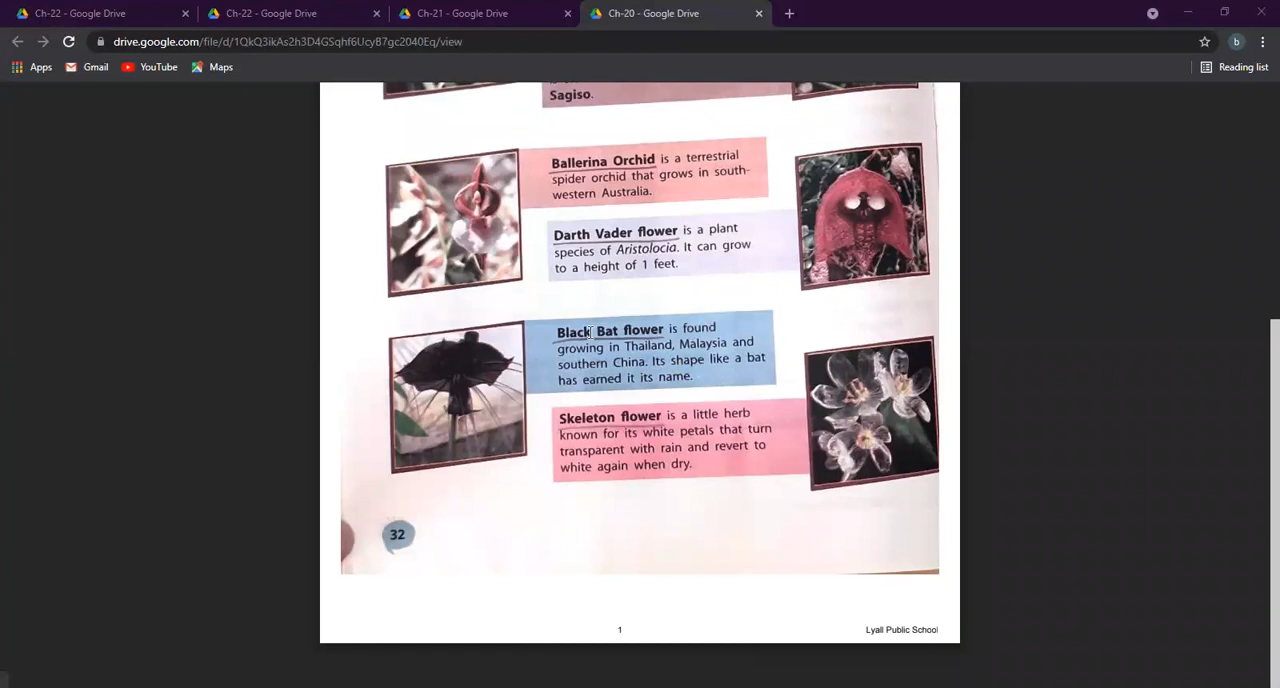 Ch-22 - Google Drive
Ch-22 - Google Drive
Ch-21 - Google Drive
Ch-20 - Google Drive
drive.google.com/file/d/1QkQ3ikAs2h3D4GSqhf6UcyB7gc2040Eq/view
b
Apps
Gmail
YouTube
Maps
Reading list
Sagiso.
Ballerina Orchid is a terrestrial
spider orchid that grows in south-
western Australia.
Darth Vader flower is a plant
species of Aristolocia. It can grow
to a height of 1 feet.
Black Bat flower is found
growing in Thailand, Malaysia and
southern China. Its shape like a bat
has earned it its name.
Skeleton flower is a little herb
known for its white petals that turn
transparent with rain and revert to
white again when dry.
32
1
Lyall Public School